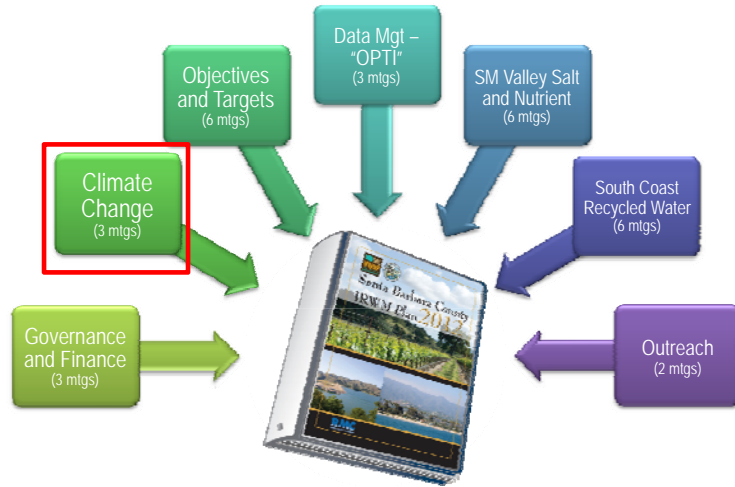 Data Mgt –
"OPTI"
(3 mtgs)
Objectives
and Targets
(6 mtgs)
SM Valley Salt
and Nutrient
(6 mtgs)
Climate
Change
(3 mtgs)
South Coast
Recycled Water
(6 mtgs)
Governance
and Finance
(3 mtgs)
Outreach
(2 mtgs)
Santa Barbara County
IRWM Plan 2013
RMC